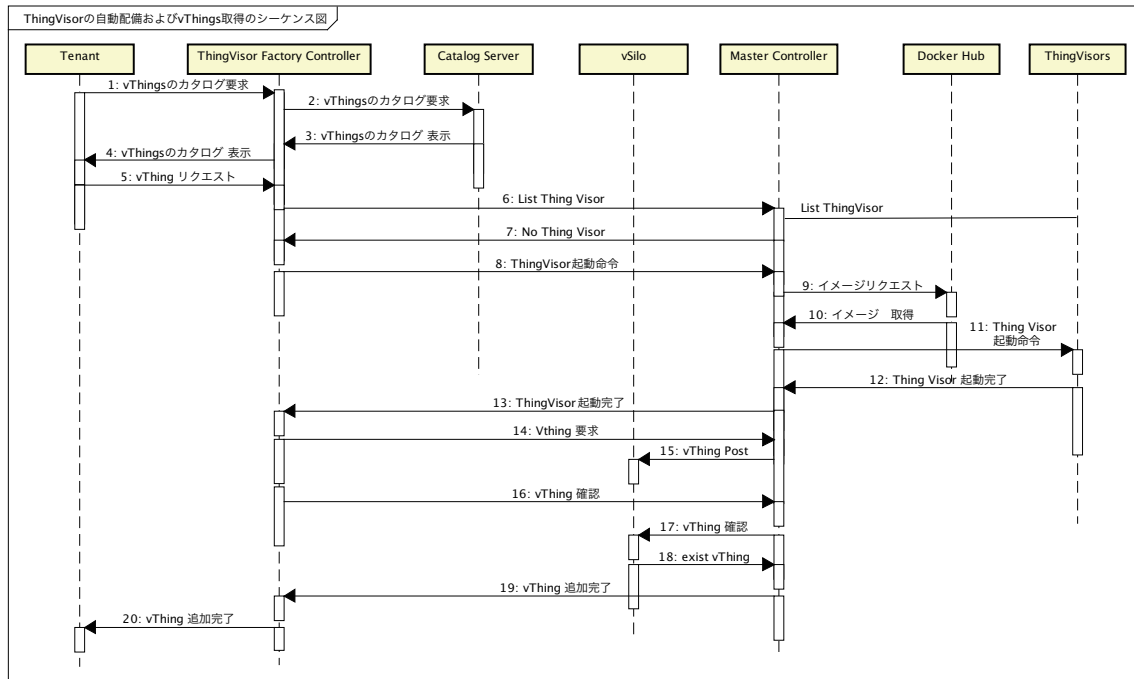 ThingVisorの自動配備およびvThings取得のシーケンス図
Tenant
ThingVisor Factory Controller
Catalog Server
vSilo
Master Controller
Docker Hub
ThingVisors
1: vThingsのカタログ要求
2: vThingsのカタログ要求
3: vThingsのカタログ 表示
4: vThingsのカタログ 表示
5: vThing リクエスト
6: List Thing Visor
List ThingVisor
7: No Thing Visor
8: ThingVisor起動命令
9: イメージリクエスト
10: イメージ　取得
11: Thing Visor
起動命令
12: Thing Visor 起動完了
13: ThingVisor 起動完了
14: Vthing 要求
15: vThing Post
16: vThing 確認
17: vThing 確認
18: exist vThing
19: vThing 追加完了
20: vThing 追加完了